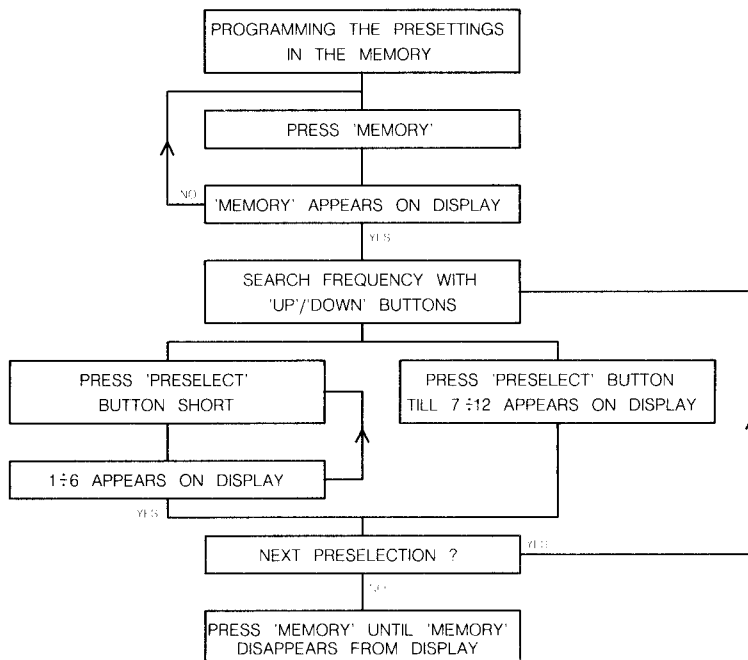 PROGRAMMING THE PRESETTINGS
IN THE MEMORY
PRESS 'MEMORY'
NO
'MEMORY' APPEARS ON DISPLAY
YES
SEARCH FREQUENCY WITH
'UP'/'DOWN' BUTTONS
PRESS 'PRESELECT'
BUTTON SHORT
PRESS 'PRESELECT' BUTTON
TILL 7÷12 APPEARS ON DISPLAY
1÷6 APPEARS ON DISPLAY
YES
NEXT PRESELECTION ?
YES
NO
PRESS 'MEMORY' UNTIL 'MEMORY'
DISAPPEARS FROM DISPLAY